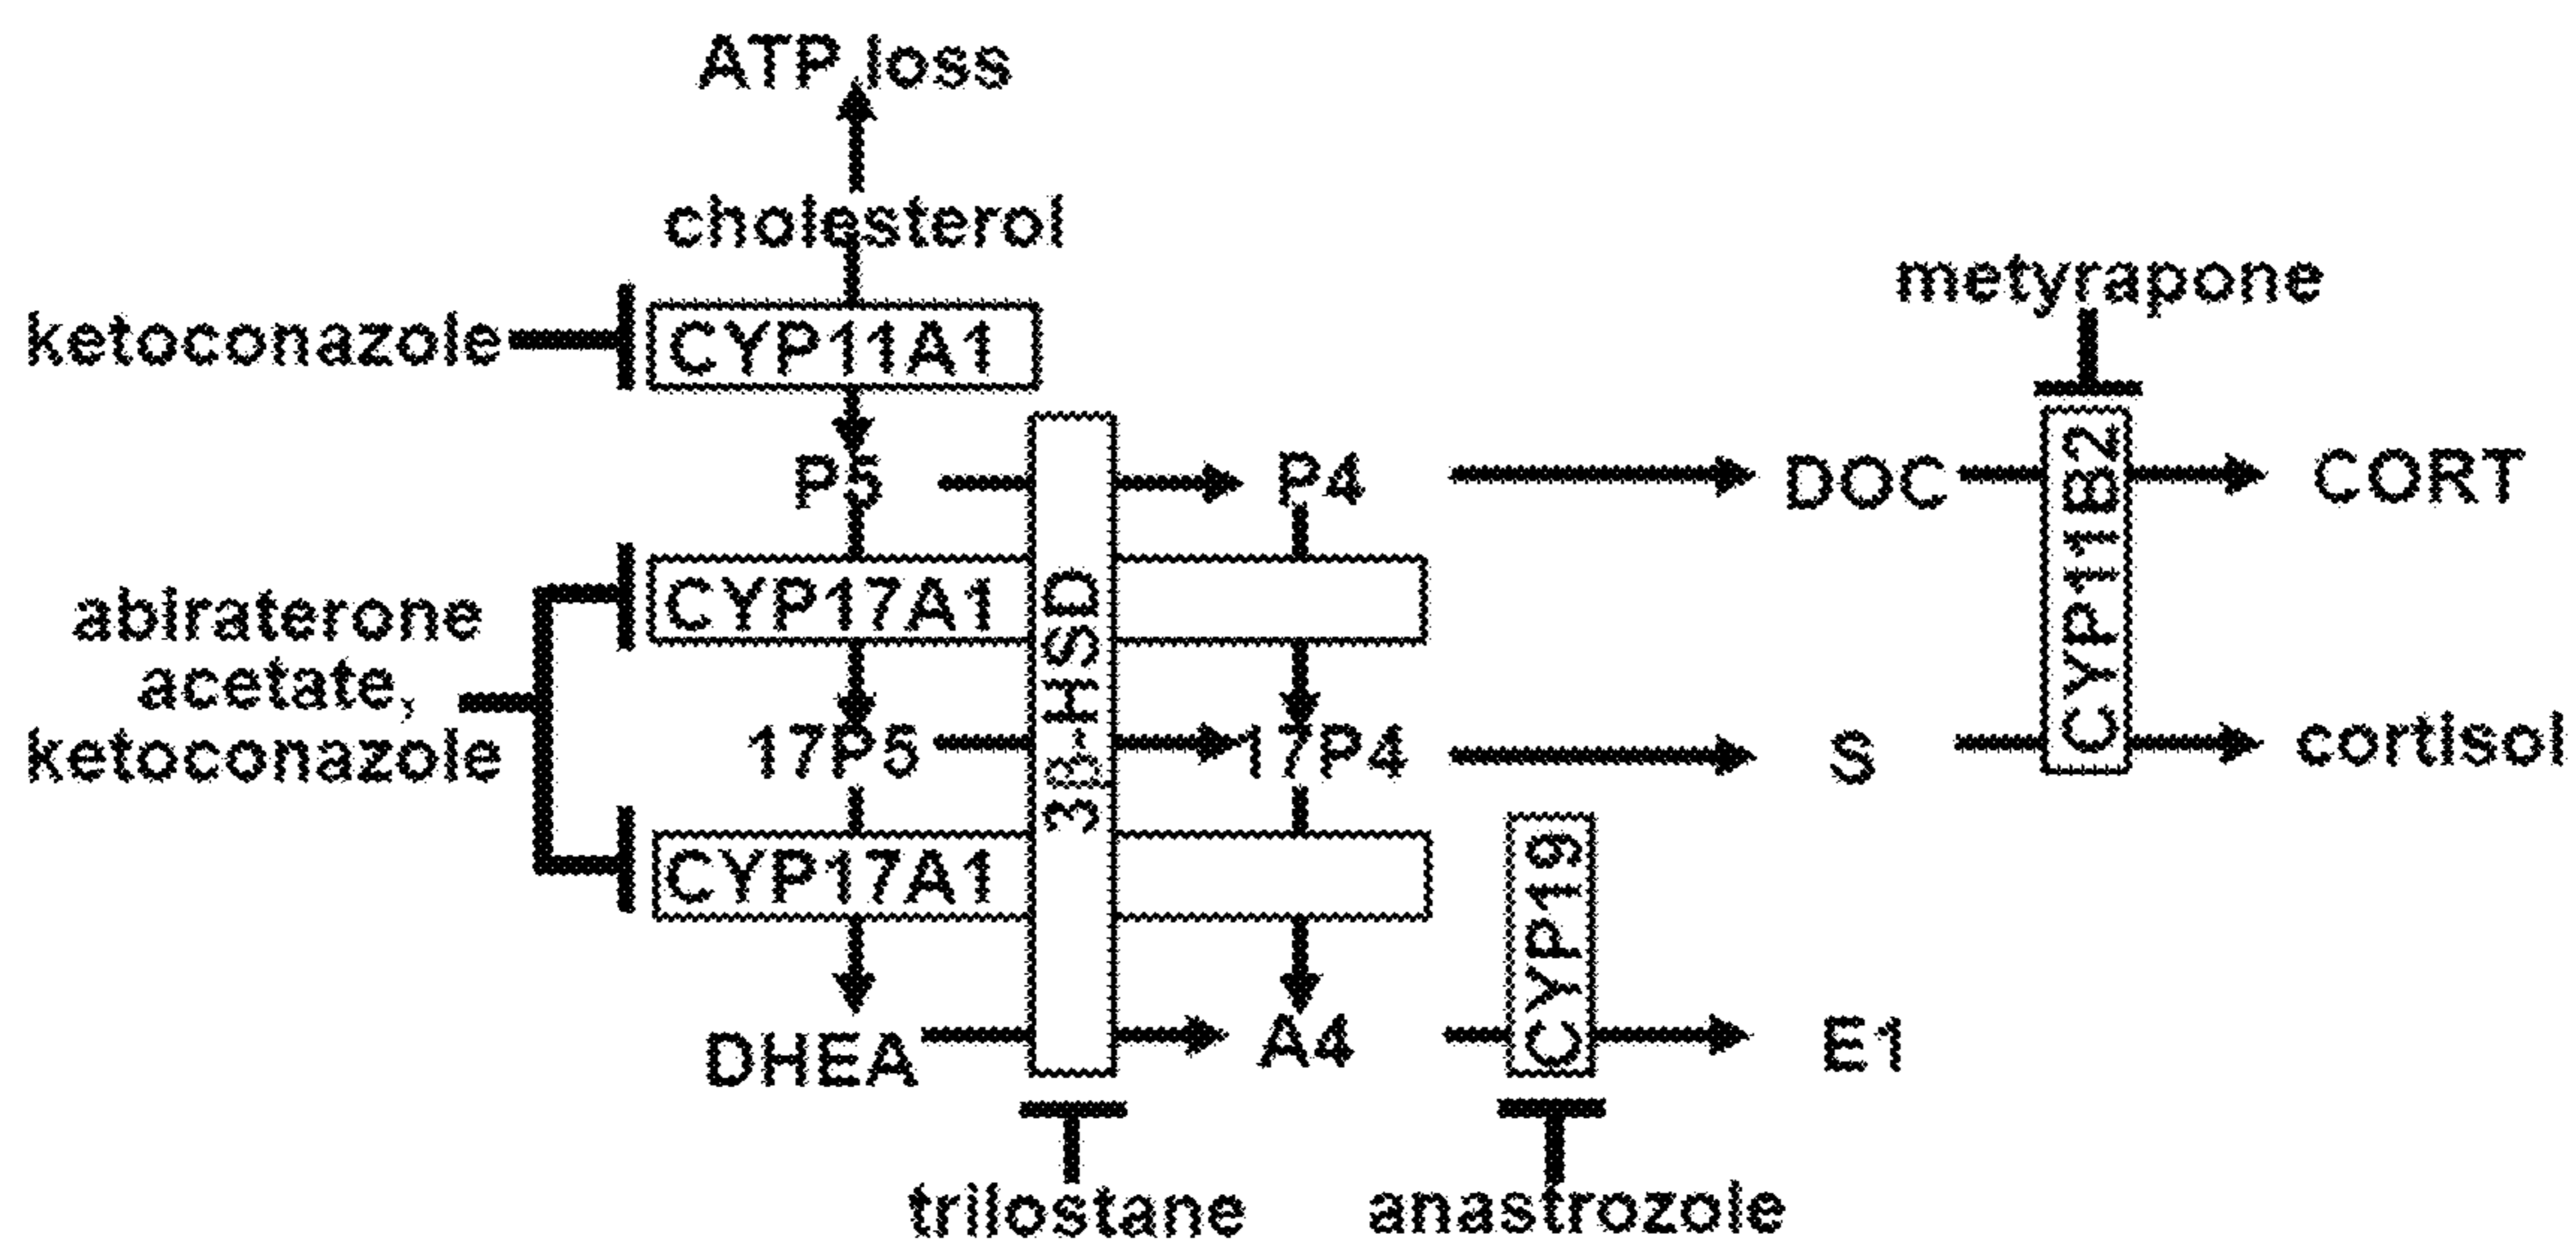 ATP loss
cholesterol
metyrapone
ketoconazole
CYP11A1
P5
P4
DOC
CYP11B2
CORT
abiraterone
acetate,
ketoconazole
CYP17A1
3B-HSD
17P5
17P4
S
cortisol
CYP17A1
CYP19
DHEA
A4
E1
trilostane
anastrozole